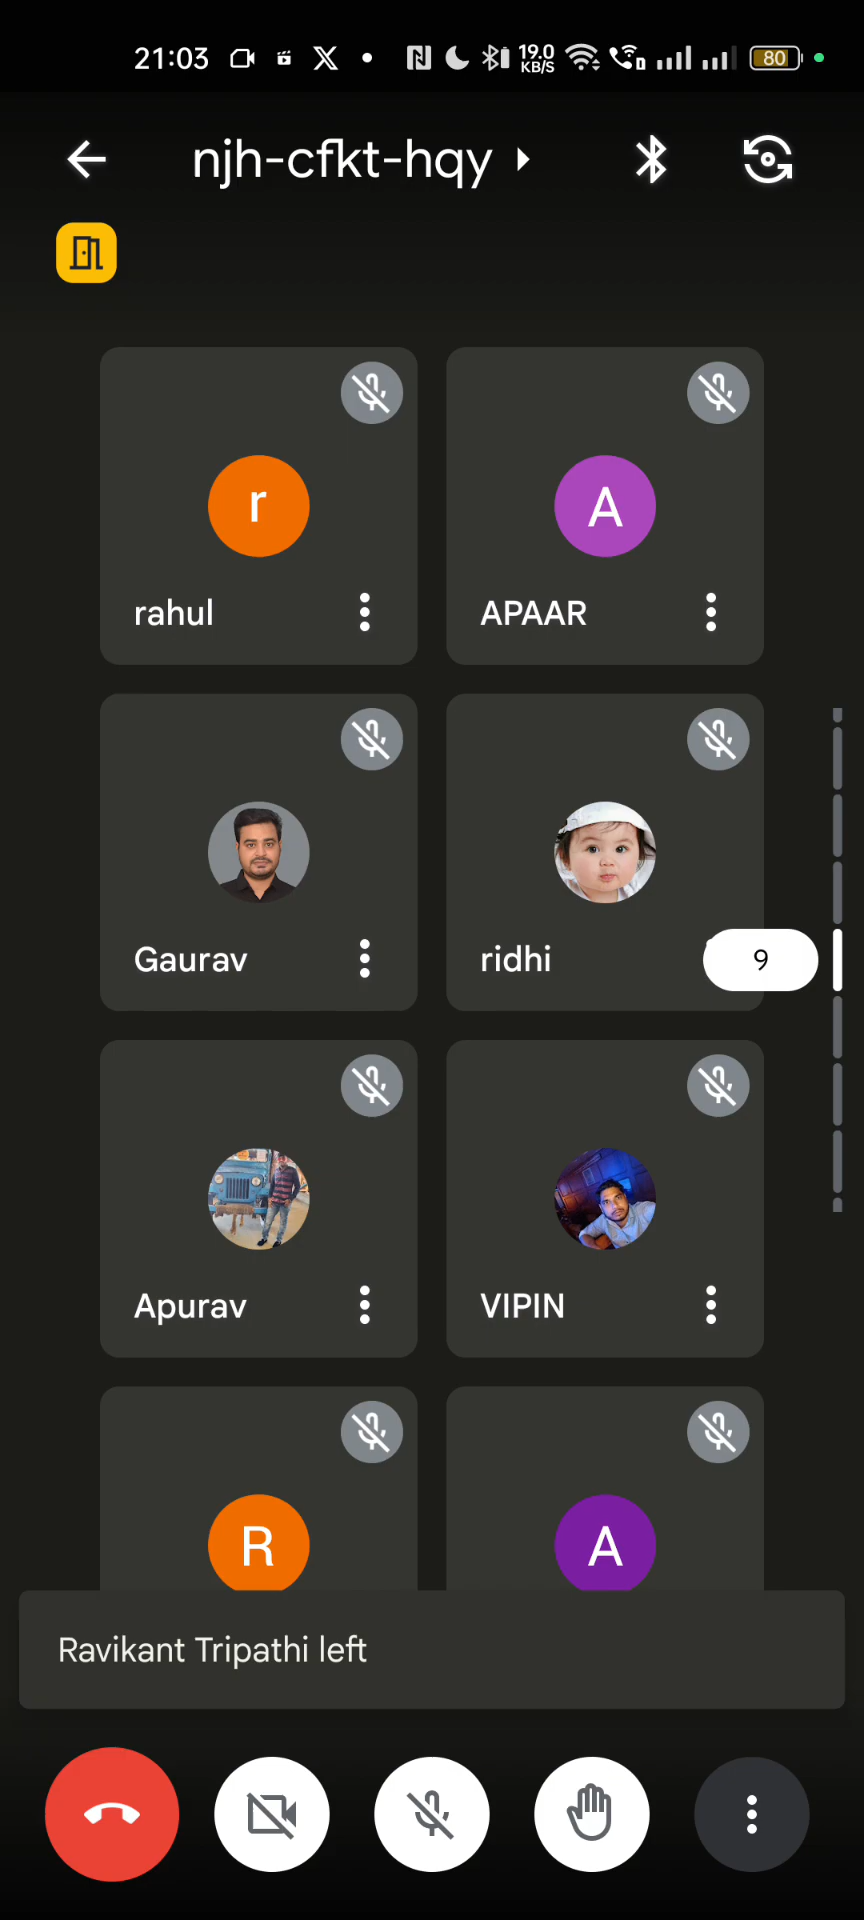 21:03 X 19.0 KB/S 80
njh-cfkt-hqy
r A
rahul APAAR
Gaurav ridhi 9
Apurav VIPIN
R A
Ravikant Tripathi left